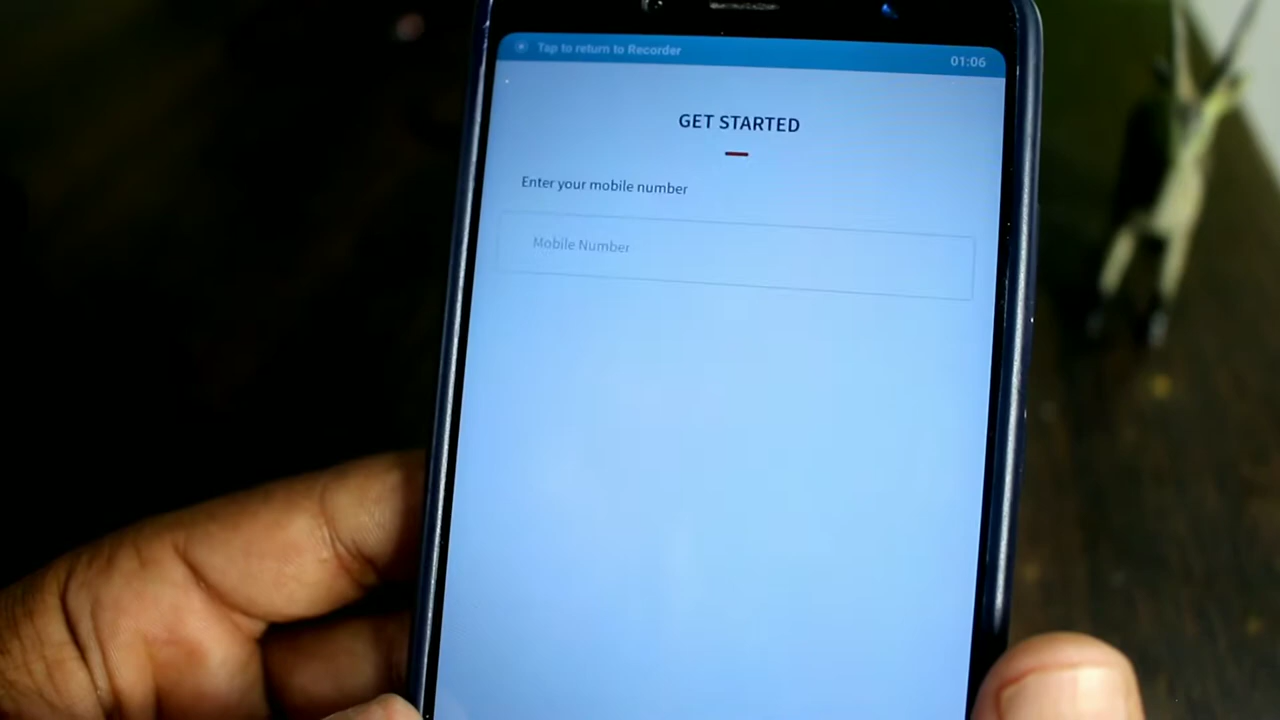 Tap to return to Recorder
01:06
GET STARTED
Enter your mobile number
Mobile Number